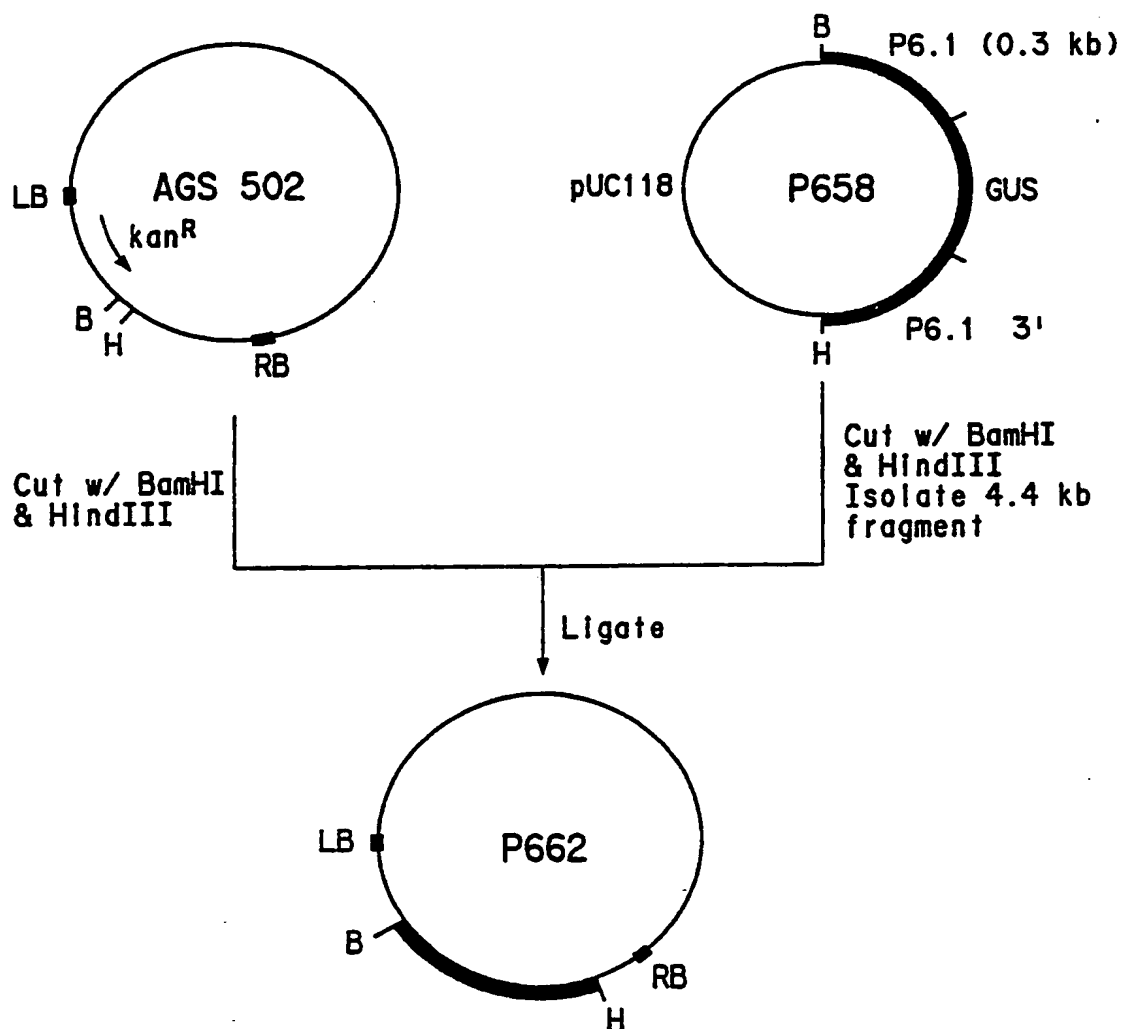 B
P6.1 (0.3 kb)
AGS 502
LB
kanR
B
H
RB
pUC118
P658
GUS
P6.1 3'
H
Cut w/ BamHI
& HindIII
Cut w/ BamHI
& HindIII
Isolate 4.4 kb
fragment
Ligate
LB
P662
B
RB
H